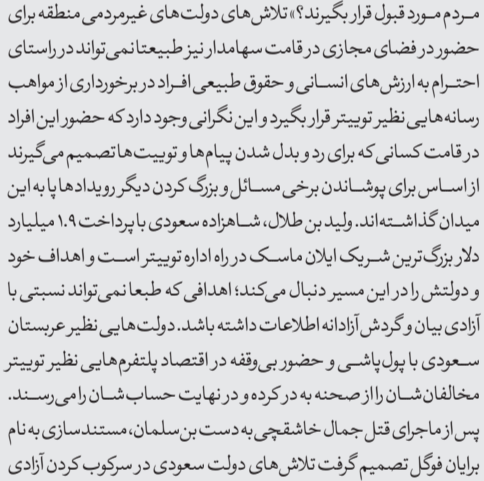 مردم مورد قبول قرار بگیرند؟» تلاش‌های دولت‌های غیرمردمی منطقه برای
حضور در فضای مجازی در قامت سهامدار نیز طبیعتا نمی‌تواند در راستای
احترام به ارزش‌های انسانی و حقوق طبیعی افراد در برخورداری از مواهب
رسانه‌هایی نظیر توییتر قرار بگیرد و این نگرانی وجود دارد که حضور این افراد
در قامت کسانی که برای رد و بدل شدن پیام‌ها و توییت‌ها تصمیم می‌گیرند
از اساس برای پوشاندن برخی مسائل و بزرگ کردن دیگر رویدادها پا به این
میدان گذاشته‌اند. ولید بن طلال، شاهزاده سعودی با پرداخت ۱.۹ میلیارد
دلار بزرگ‌ترین شریک ایلان ماسک در راه اداره توییتر است و اهداف خود
و دولتش را در این مسیر دنبال می‌کند؛ اهدافی که طبعا نمی‌تواند نسبتی با
آزادی بیان و گردش آزادانه اطلاعات داشته باشد. دولت‌هایی نظیر عربستان
سعودی با پول‌پاشی و حضور بی‌وقفه در اقتصاد پلتفرم‌هایی نظیر توییتر
مخالفان‌شان را از صحنه به در کرده و در نهایت حساب‌شان را می‌رسند.
پس از ماجرای قتل جمال خاشقچی به دست بن سلمان، مستندسازی به نام
برایان فوگل تصمیم گرفت تلاش‌های دولت سعودی در سرکوب کردن آزادی